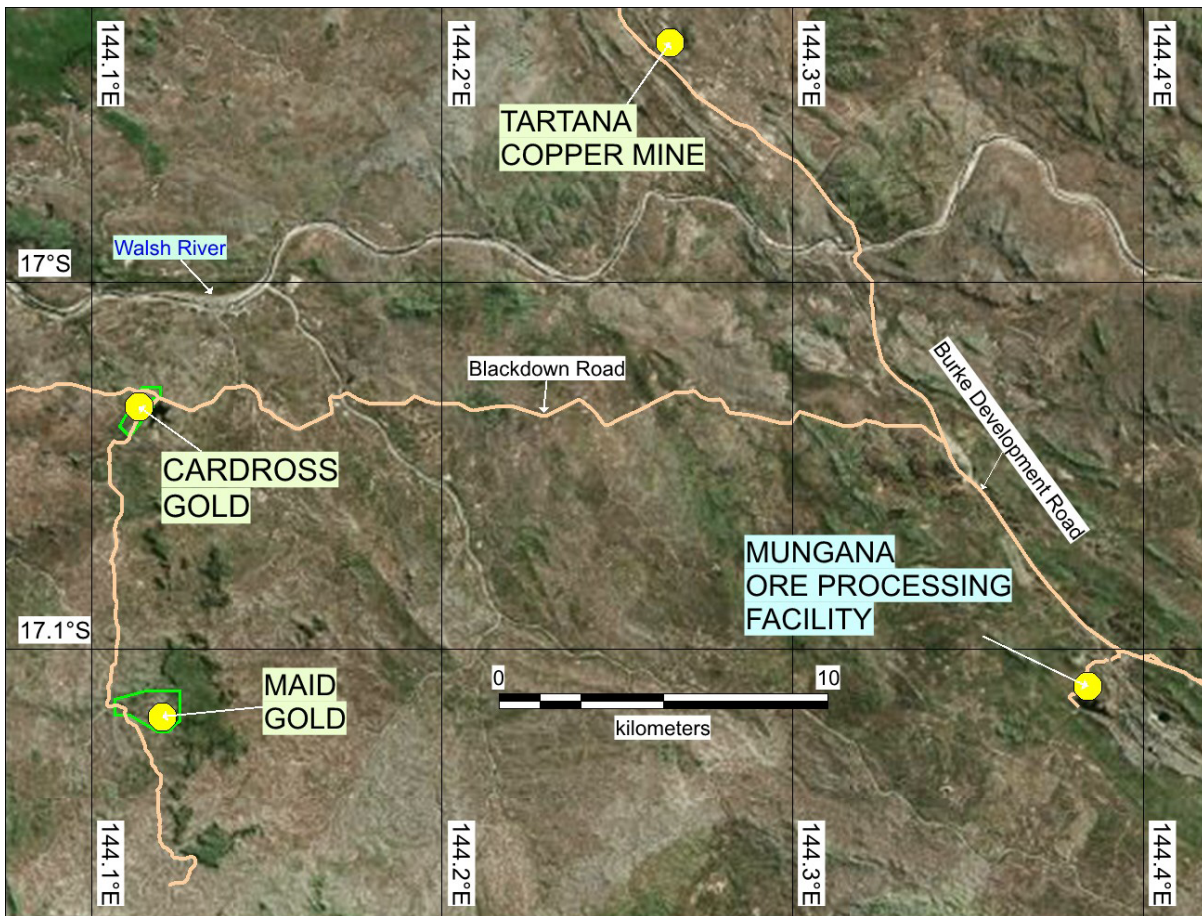 144.1°E
144.2°E
144.3°E
144.4°E
TARTANA
COPPER MINE
Walsh River
17°S
Blackdown Road
Burke Development Road
CARDROSS
GOLD
MUNGANA
ORE PROCESSING
FACILITY
17.1°S
MAID
GOLD
0
10
kilometers
144.1°E
144.2°E
144.3°E
144.4°E